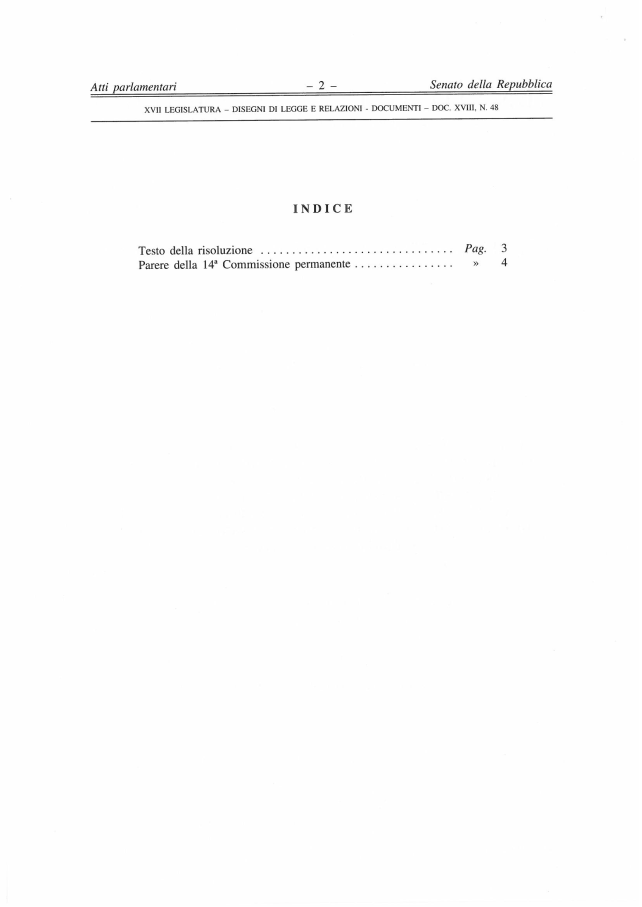 Atti parlamentari – 2 – Senato della Repubblica
XVII LEGISLATURA – DISEGNI DI LEGGE E RELAZIONI - DOCUMENTI – DOC. XVIII, N. 48
INDICE
Testo della risoluzione ............................... Pag. 3
Parere della 14ª Commissione permanente ................ » 4